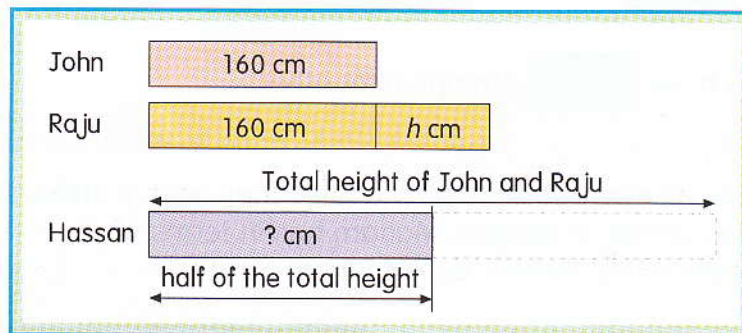 John 160 cm
Raju 160 cm h cm
Total height of John and Raju
Hassan ? cm
half of the total height